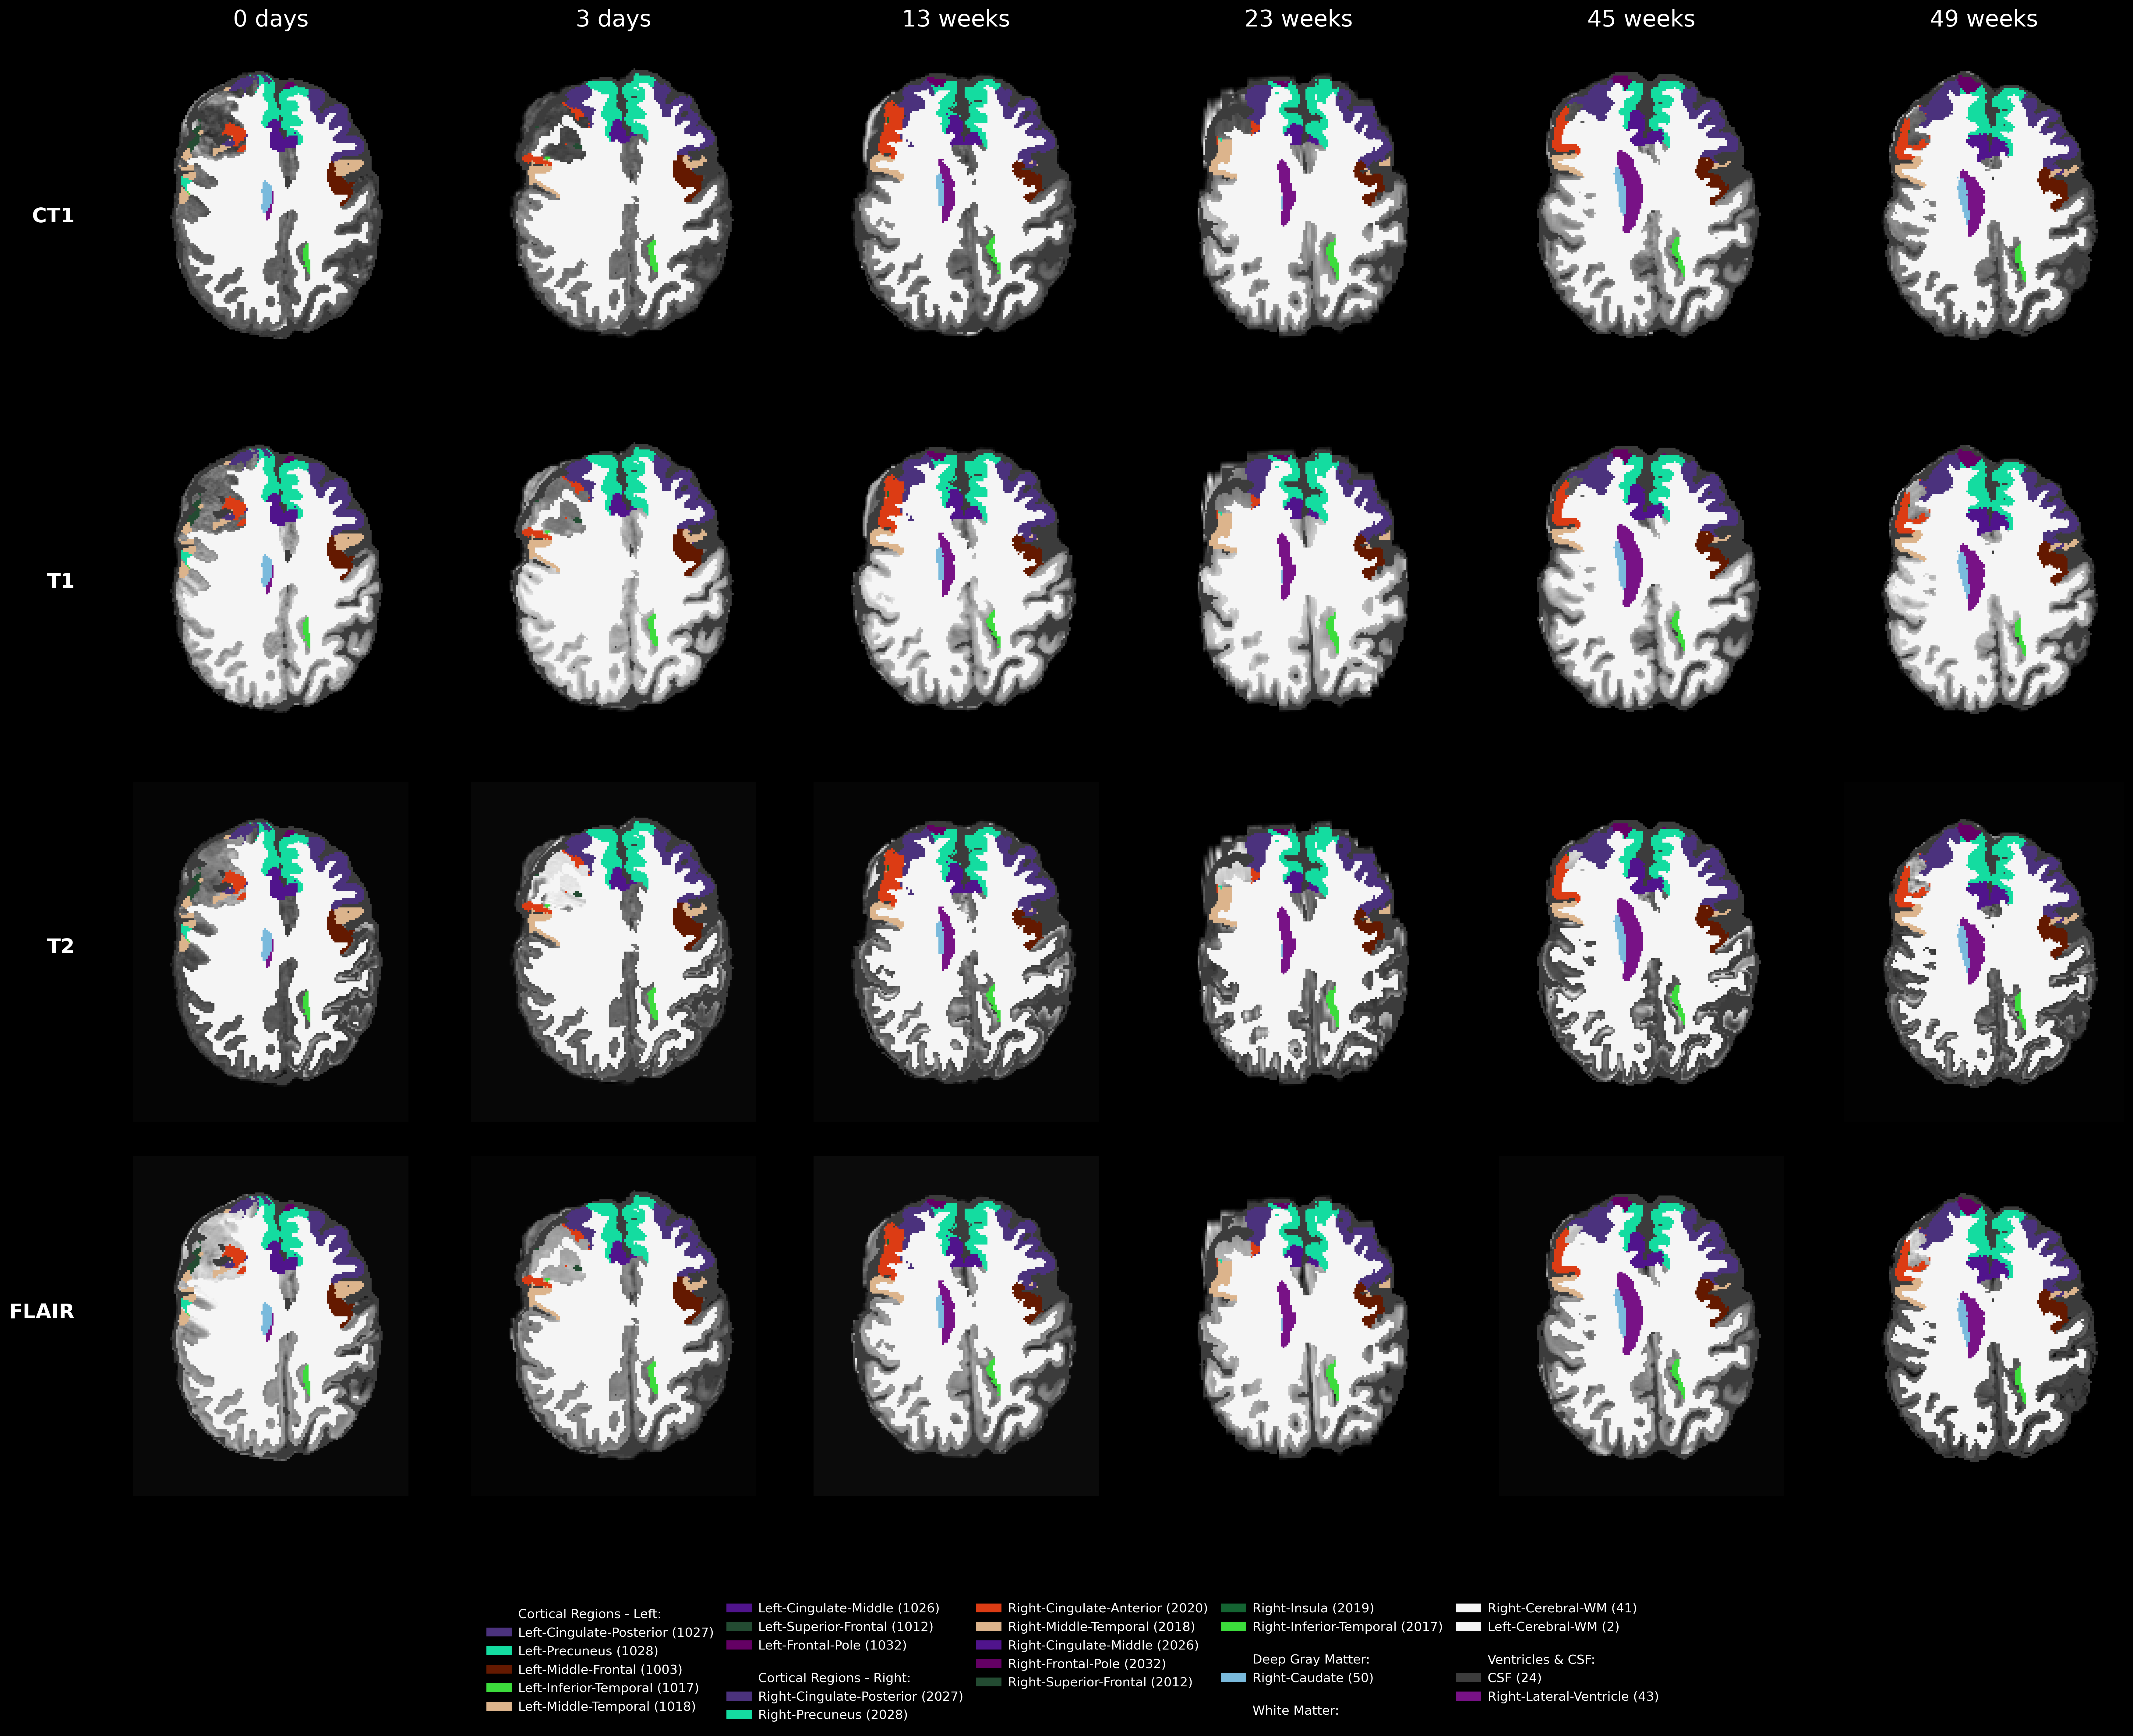 0 days 3 days 13 weeks 23 weeks 45 weeks 49 weeks
CT1
T1
T2
FLAIR
Cortical Regions - Left:
Left-Cingulate-Posterior (1027)
Left-Precuneus (1028)
Left-Middle-Frontal (1003)
Left-Inferior-Temporal (1017)
Left-Middle-Temporal (1018)
Left-Cingulate-Middle (1026)
Left-Superior-Frontal (1012)
Left-Frontal-Pole (1032)
Cortical Regions - Right:
Right-Cingulate-Posterior (2027)
Right-Precuneus (2028)
Right-Cingulate-Anterior (2020)
Right-Middle-Temporal (2018)
Right-Cingulate-Middle (2026)
Right-Frontal-Pole (2032)
Right-Superior-Frontal (2012)
Right-Insula (2019)
Right-Inferior-Temporal (2017)
Deep Gray Matter:
Right-Caudate (50)
White Matter:
Right-Cerebral-WM (41)
Left-Cerebral-WM (2)
Ventricles & CSF:
CSF (24)
Right-Lateral-Ventricle (43)